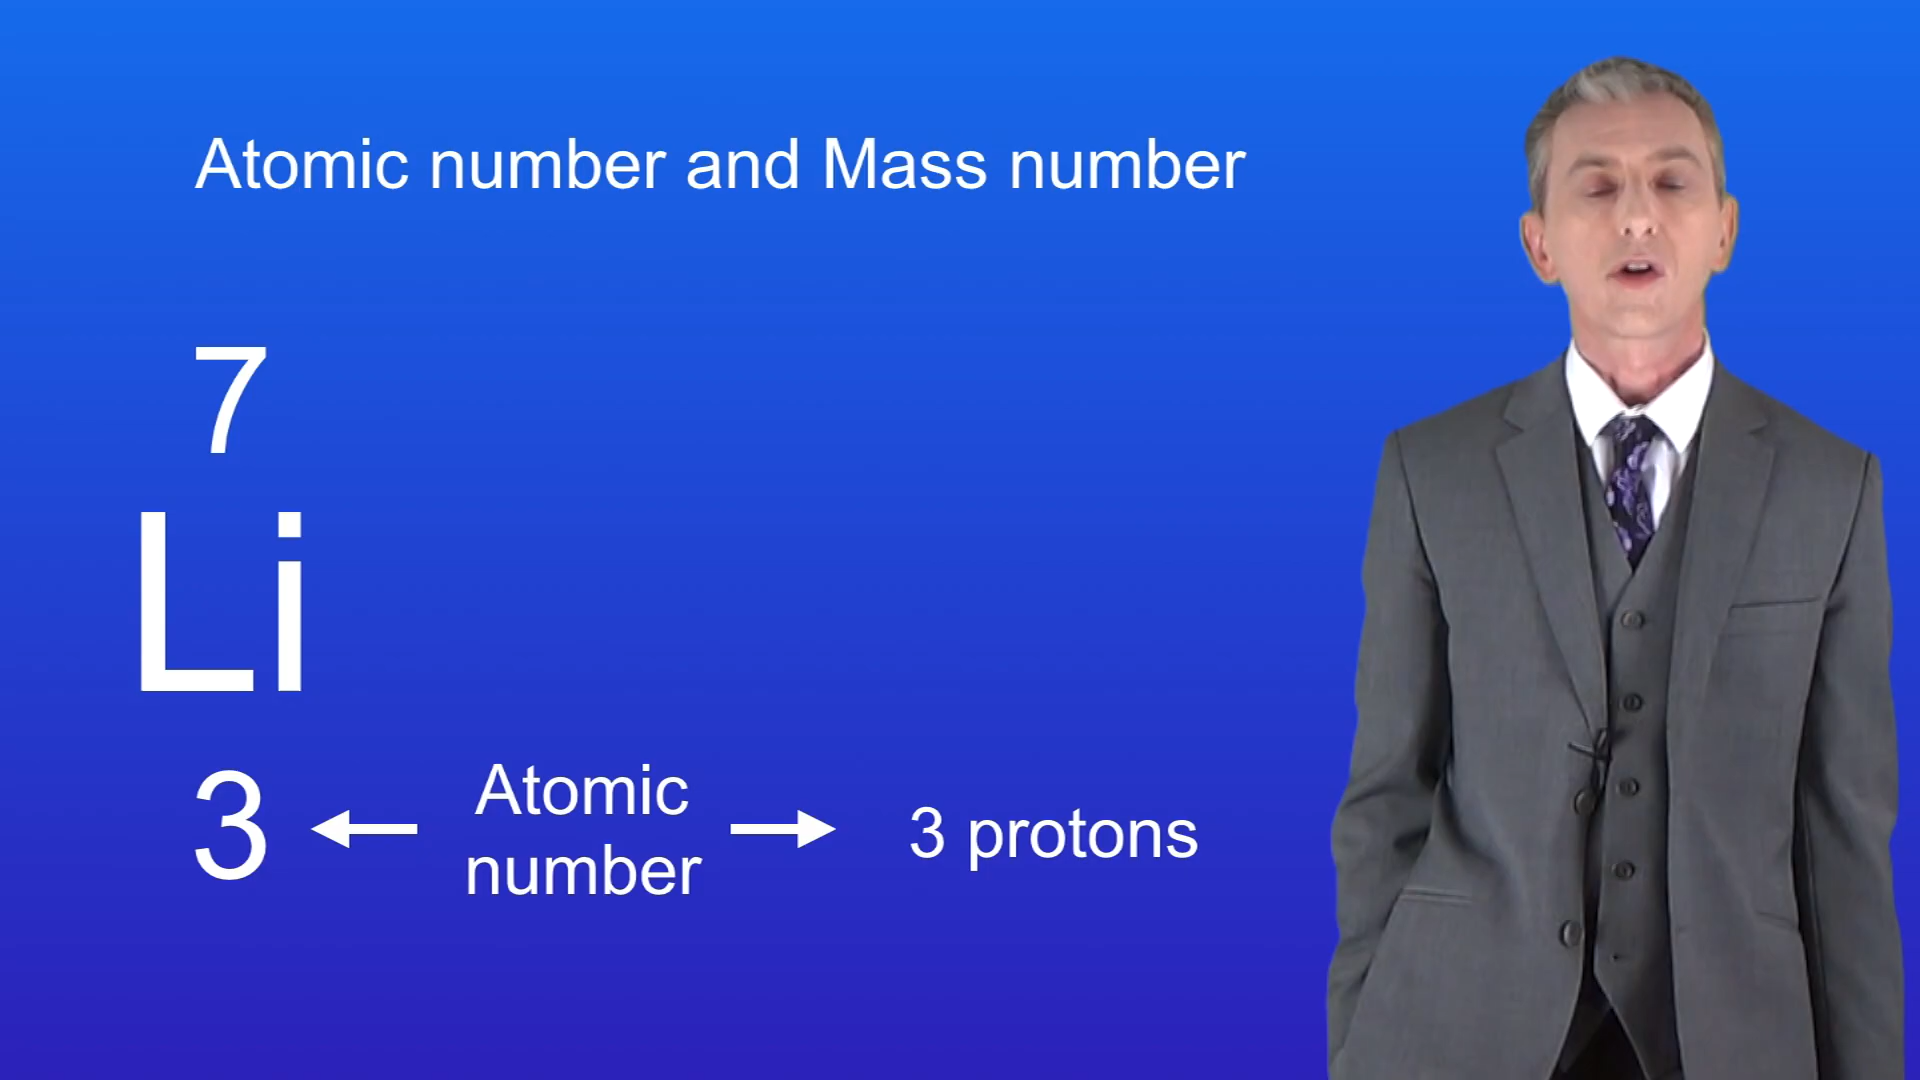 Atomic number and Mass number
7
Li
3
Atomic
number
3 protons